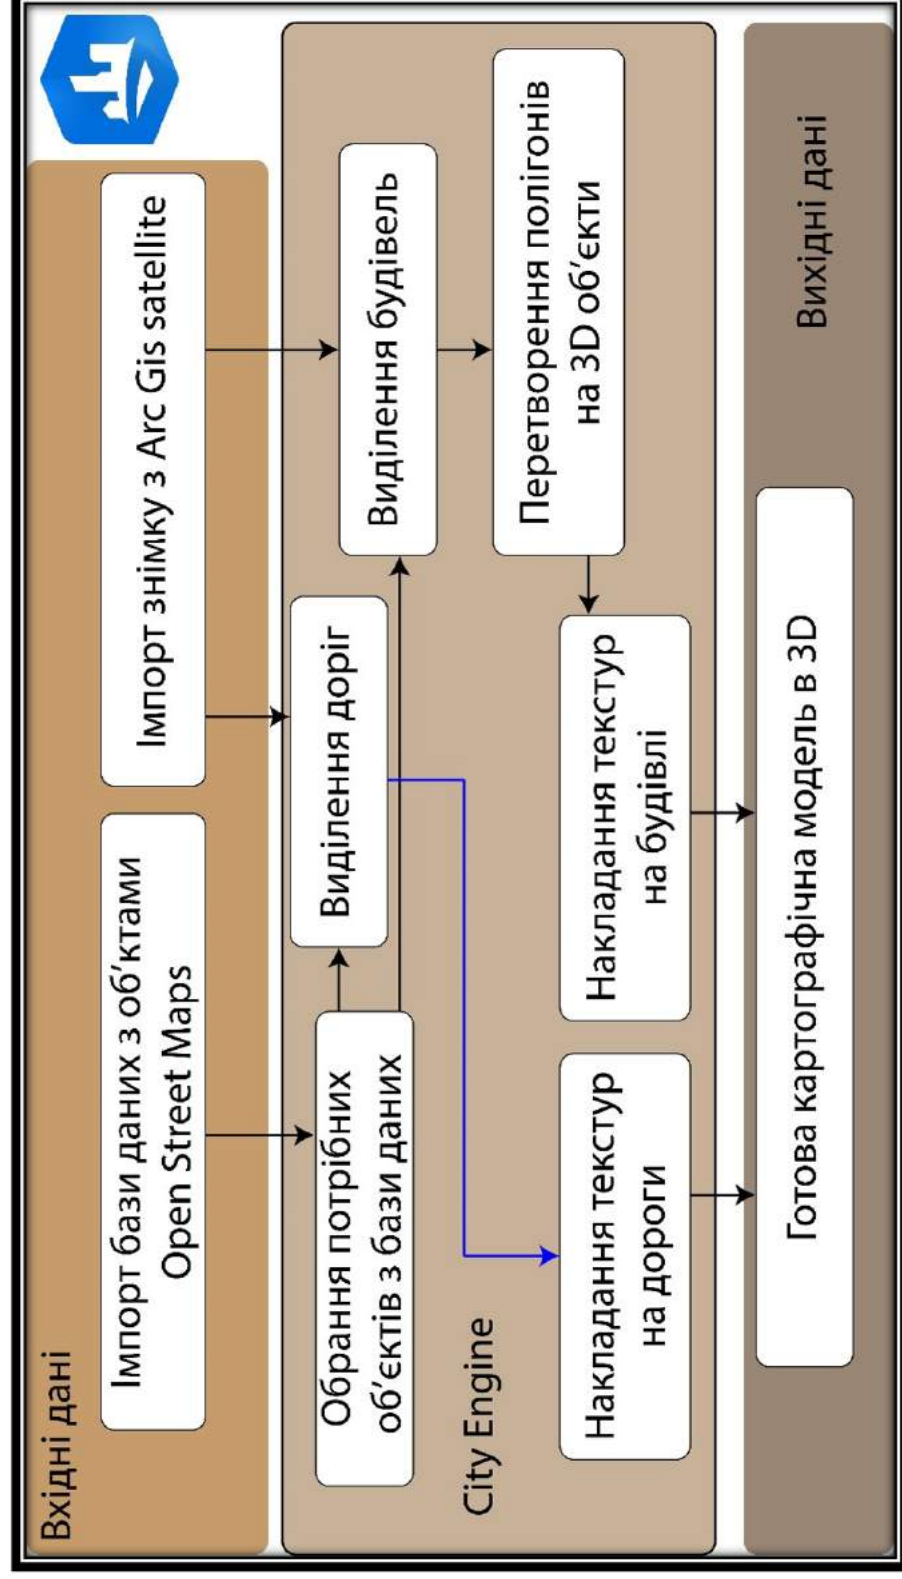 Вхідні дані
Імпорт бази даних з об’ктами
Open Street Maps
Імпорт знімку з Arc Gis satellite
Обрання потрібних
об’єктів з бази даних
Виділення доріг
Виділення будівель
City Engine
Перетворення полігонів
на 3D об’єкти
Накладання текстур
на дороги
Накладання текстур
на будівлі
Готова картографічна модель в 3D
Вихідні дані